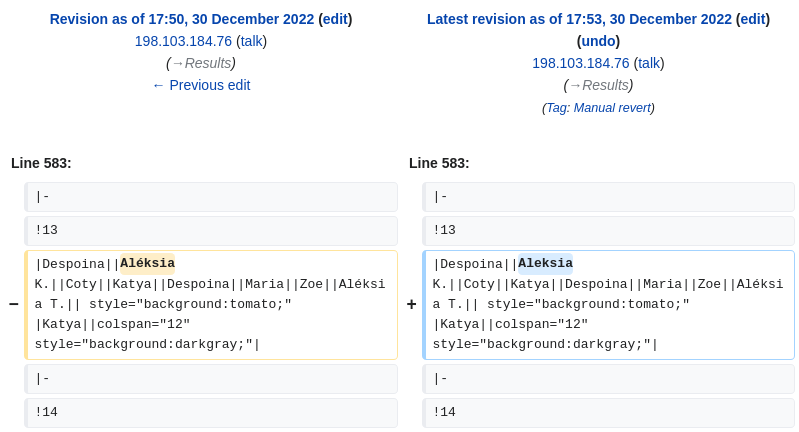 Revision as of 17:50, 30 December 2022 (edit)
198.103.184.76 (talk)
(→Results)
← Previous edit
Latest revision as of 17:53, 30 December 2022 (edit)
(undo)
198.103.184.76 (talk)
(→Results)
(Tag: Manual revert)
Line 583:
Line 583:
|-
|-
!13
!13
− |Despoina||Aléksia
K.||Coty||Katya||Despoina||Maria||Zoe||Aléksi
a T.|| style="background:tomato;"
|Katya||colspan="12"
style="background:darkgray;"|
+ |Despoina||Aleksia
K.||Coty||Katya||Despoina||Maria||Zoe||Aléksi
a T.|| style="background:tomato;"
|Katya||colspan="12"
style="background:darkgray;"|
|-
|-
!14
!14